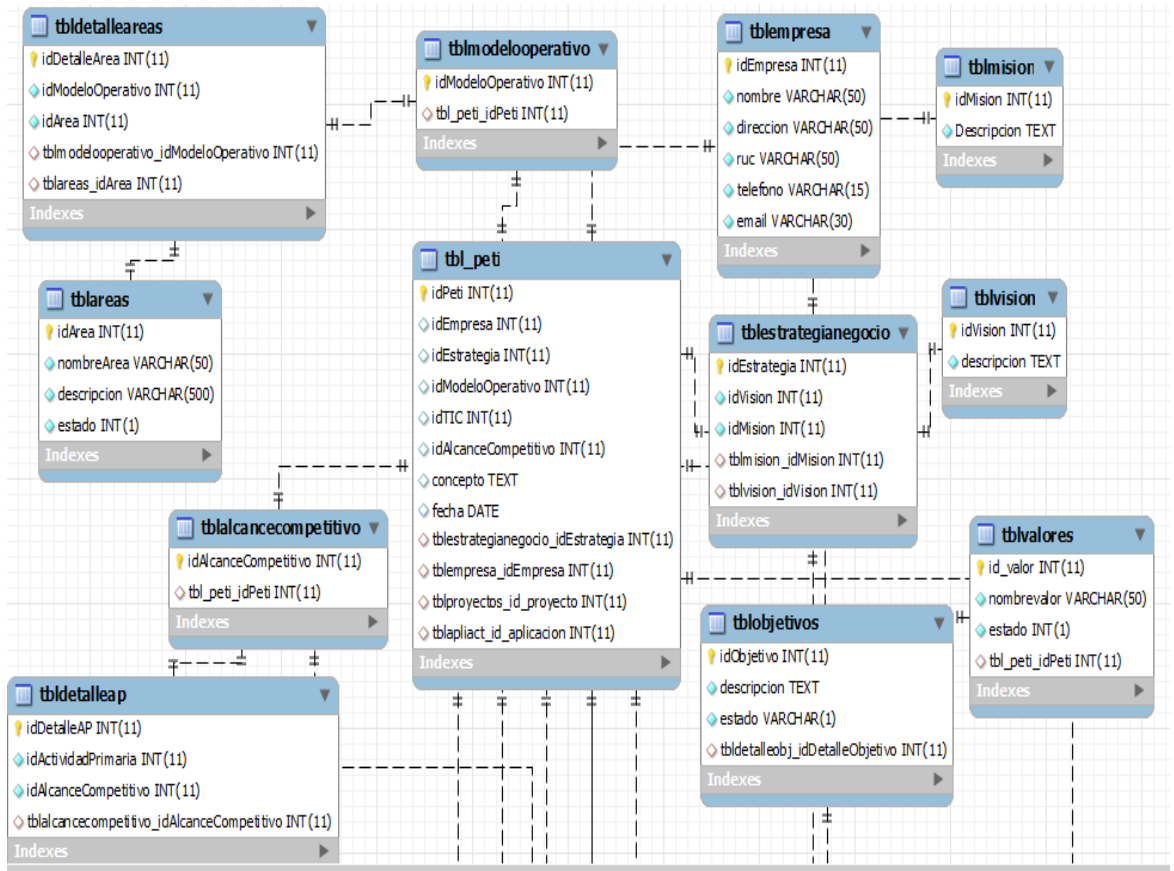 tbldetalleareas
idDetalleArea INT(11)
idModeloOperativo INT(11)
idArea INT(11)
tblmodelooperativo_idModeloOperativo INT(11)
tblareas_idArea INT(11)
Indexes
tblmodelooperativo
idModeloOperativo INT(11)
tbl_peti_idPeti INT(11)
Indexes
tblempresa
idEmpresa INT(11)
nombre VARCHAR(50)
direccion VARCHAR(50)
ruc VARCHAR(50)
telefono VARCHAR(15)
email VARCHAR(30)
Indexes
tblmision
idMision INT(11)
Descripcion TEXT
Indexes
tblareas
idArea INT(11)
nombreArea VARCHAR(50)
descripcion VARCHAR(500)
estado INT(1)
Indexes
tbl_peti
idPeti INT(11)
idEmpresa INT(11)
idEstrategia INT(11)
idModeloOperativo INT(11)
idTIC INT(11)
idAlcanceCompetitivo INT(11)
concepto TEXT
fecha DATE
tblestrategianegocio_idEstrategia INT(11)
tblempresa_idEmpresa INT(11)
tblproyectos_id_proyecto INT(11)
tblapliact_id_aplicacion INT(11)
Indexes
tblestrategianegocio
idEstrategia INT(11)
idVision INT(11)
idMision INT(11)
tblmision_idMision INT(11)
tblvision_idVision INT(11)
Indexes
tblvision
idVision INT(11)
descripcion TEXT
Indexes
tblalcancecompetitivo
idAlcanceCompetitivo INT(11)
tbl_peti_idPeti INT(11)
Indexes
tblvalores
id_valor INT(11)
nombrevalor VARCHAR(50)
estado INT(1)
tbl_peti_idPeti INT(11)
Indexes
tblobjetivos
idObjetivo INT(11)
descripcion TEXT
estado VARCHAR(1)
tbldetalleobj_idDetalleObjetivo INT(11)
Indexes
tbldetalleap
idDetalleAP INT(11)
idActividadPrimaria INT(11)
idAlcanceCompetitivo INT(11)
tblalcancecompetitivo_idAlcanceCompetitivo INT(11)
Indexes